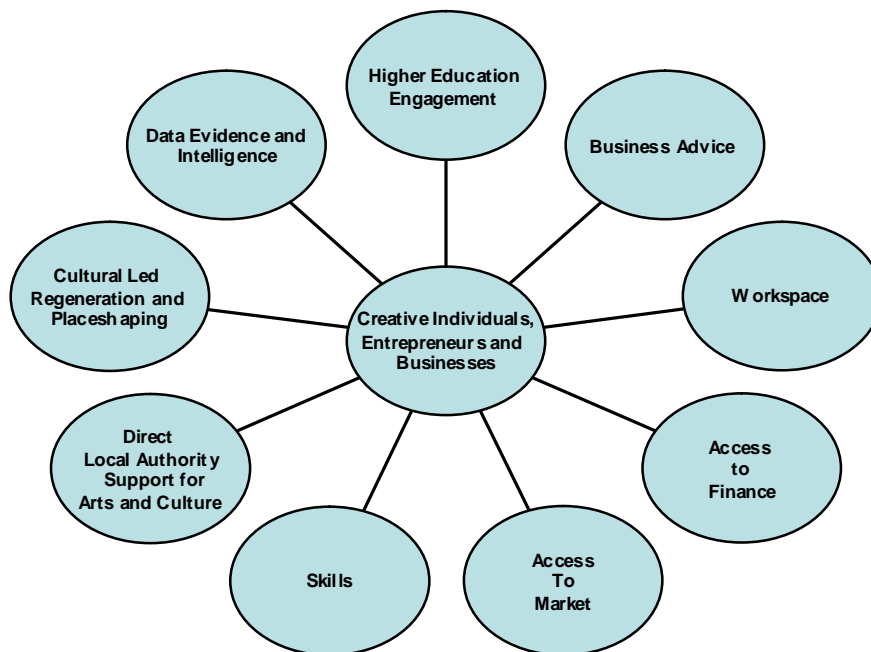 Higher Education
Engagement
Data Evidence and
Intelligence
Business Advice
Cultural Led
Regeneration and
Placeshaping
Workspace
Creative Individuals,
Entrepreneurs and
Businesses
Direct
Local Authority
Support for
Arts and Culture
Access
to
Finance
Skills
Access
To
Market